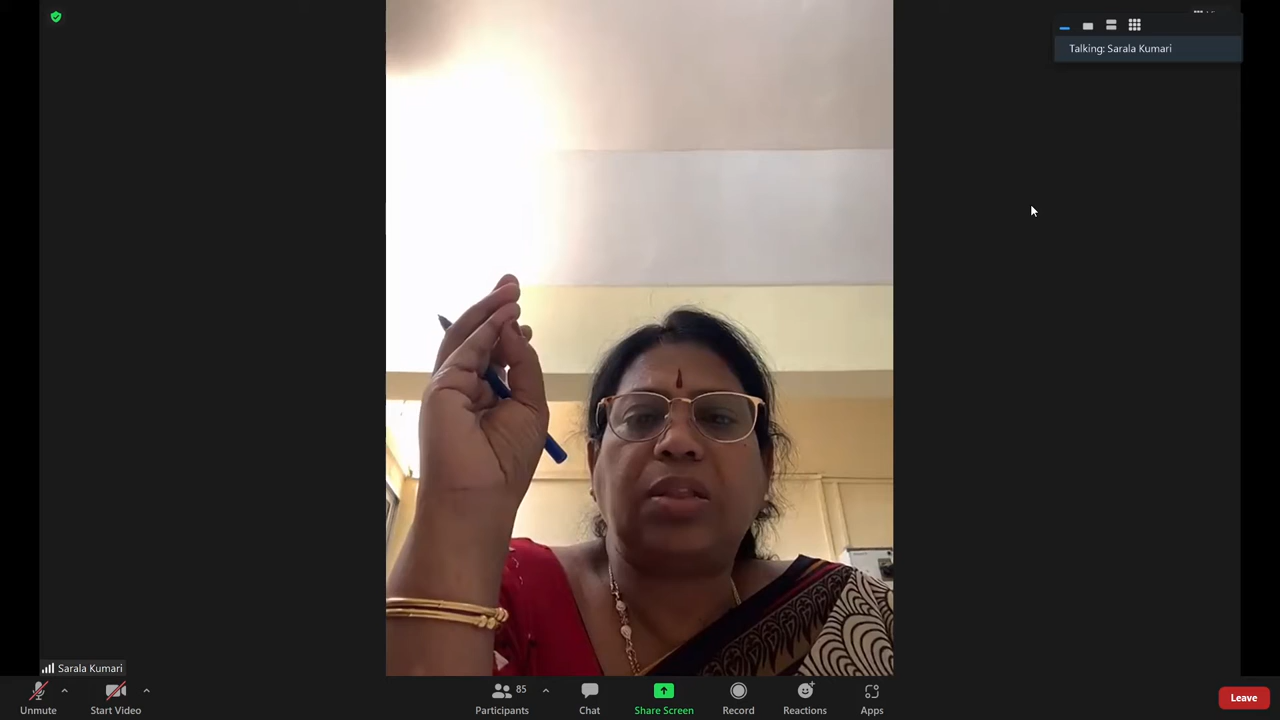 Talking: Sarala Kumari
Sarala Kumari
Unmute
Start Video
85
Participants
Chat
Share Screen
Record
Reactions
Apps
Leave